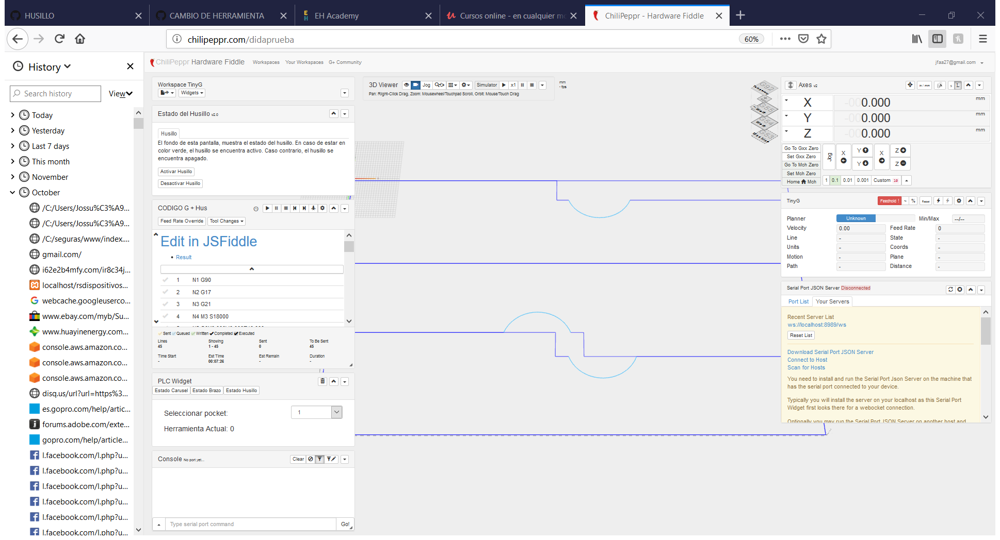 HUSILLO
CAMBIO DE HERRAMIENTA
EH Academy
Cursos online - en cualquier mo
ChiliPeppr - Hardware Fiddle
chilipeppr.com/didaprueba
60%
History
Search history
View
Today
Yesterday
Last 7 days
This month
November
October
/C:/Users/Jossu%C3%A9...
/C:/Users/Jossu%C3%A9...
/C:/seguras/www/index....
gmail.com/
i62e2b4mfy.com/ir8c34j...
localhost/rsdispositivos...
webcache.googleuserco...
www.ebay.com/myb/Su...
www.huayinenergy.com...
console.aws.amazon.co...
console.aws.amazon.co...
console.aws.amazon.co...
disq.us/url?url=https%3...
es.gopro.com/help/artic...
forums.adobe.com/exte...
gopro.com/help/article...
l.facebook.com/l.php?u...
l.facebook.com/l.php?u...
l.facebook.com/l.php?u...
l.facebook.com/l.php?u...
l.facebook.com/l.php?u...
l.facebook.com/l.php?u...
ChiliPeppr Hardware Fiddle
Workspaces Your Workspaces G+ Community
jfaa27@gmail.com
Workspace TinyG
Widgets
Estado del Husillo v2.0
Husillo
El fondo de esta pantalla, muestra el estado del husillo. En caso de estar en
color verde, el husillo se encuentra activo. Caso contrario, el husillo se
encuentra apagado.
Activar Husillo
Desactivar Husillo
CODIGO G + Hus
Feed Rate Override Tool Changes
Edit in JSFiddle
Result
1 N1 G90
2 N2 G17
3 N3 G21
4 N4 M3 S18000
Sent Queued Written Completed Executed
Lines Showing Sent To Be Sent
45 1 - 45 0 45
Time Start Est Time Est Remain Duration
- 00:07:26 - -
PLC Widget
Estado Carusel Estado Brazo Estado Husillo
Seleccionar pocket: 1
Herramienta Actual: 0
Console No port yet...
Clear
Type serial port command Go!
3D Viewer Jog Simulator x1
Pan: Right-Click Drag, Zoom: Mousewheel/Touchpad Scroll, Orbit: Mouse/Touch Drag
mm
- fps
G92
G55
G54
G53
Axes v2
in / mm
s L
X -000.000 mm
Y -000.000 mm
Z -000.000 mm
Go To Gxx Zero
Set Gxx Zero
Go To Mch Zero
Set Mch Zero
Home Mch
Jog
X Y X Z
Y Z
1 0.1 0.01 0.001 Custom 10
TinyG
Feedhold ! ~ % Reset
Planner Unknown Min/Max --/--
Velocity 0.00 Feed Rate 0
Line - State -
Units - Coords -
Motion - Plane -
Path - Distance -
Serial Port JSON Server Disconnected
Port List Your Servers
Recent Server List
ws://localhost:8989/ws
Reset List
Download Serial Port JSON Server
Connect to Host
Scan for Hosts
You need to install and run the Serial Port Json Server on the machine that
has the serial port connected to your device.
Typically you will install the server on your localhost as this Serial Port
Widget first looks there for a webocket connection.
Optionally you may run the Serial Port JSON Server on another host and